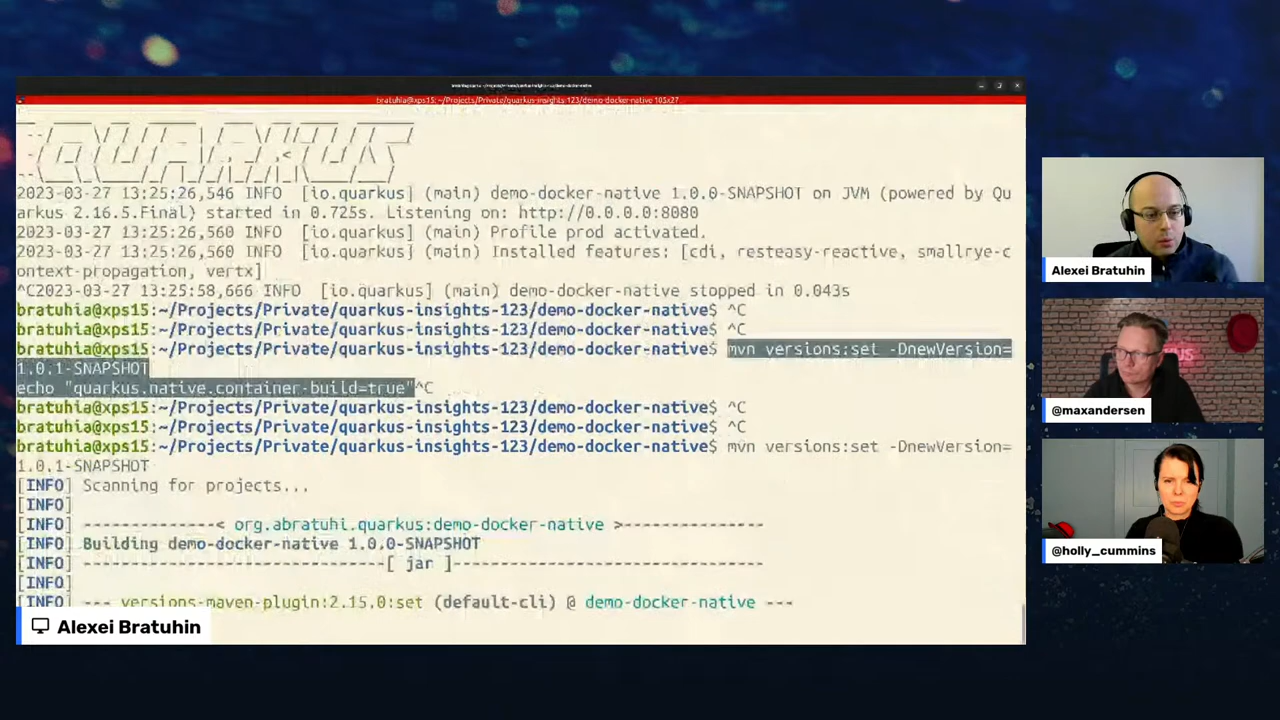 bratuhia@xps15: ~/Projects/Private/quarkus-insights-123/demo-docker-native 105x27
2023-03-27 13:25:26,546 INFO  [io.quarkus] (main) demo-docker-native 1.0.0-SNAPSHOT on JVM (powered by Qu
arkus 2.16.5.Final) started in 0.725s. Listening on: http://0.0.0.0:8080
2023-03-27 13:25:26,560 INFO  [io.quarkus] (main) Profile prod activated.
2023-03-27 13:25:26,560 INFO  [io.quarkus] (main) Installed features: [cdi, resteasy-reactive, smallrye-c
ontext-propagation, vertx]
^C2023-03-27 13:25:58,666 INFO  [io.quarkus] (main) demo-docker-native stopped in 0.043s
bratuhia@xps15:~/Projects/Private/quarkus-insights-123/demo-docker-native$ ^C
bratuhia@xps15:~/Projects/Private/quarkus-insights-123/demo-docker-native$ ^C
bratuhia@xps15:~/Projects/Private/quarkus-insights-123/demo-docker-native$ mvn versions:set -DnewVersion=
1.0.1-SNAPSHOT
echo "quarkus.native.container-build=true"^C
bratuhia@xps15:~/Projects/Private/quarkus-insights-123/demo-docker-native$ ^C
bratuhia@xps15:~/Projects/Private/quarkus-insights-123/demo-docker-native$ ^C
bratuhia@xps15:~/Projects/Private/quarkus-insights-123/demo-docker-native$ mvn versions:set -DnewVersion=
1.0.1-SNAPSHOT
[INFO] Scanning for projects...
[INFO]
[INFO] ---------------< org.abratuhi.quarkus:demo-docker-native >---------------
[INFO] Building demo-docker-native 1.0.0-SNAPSHOT
[INFO] --------------------------------[ jar ]---------------------------------
[INFO]
[INFO] --- versions-maven-plugin:2.15.0:set (default-cli) @ demo-docker-native ---
Alexei Bratuhin
Alexei Bratuhin
@maxandersen
@holly_cummins